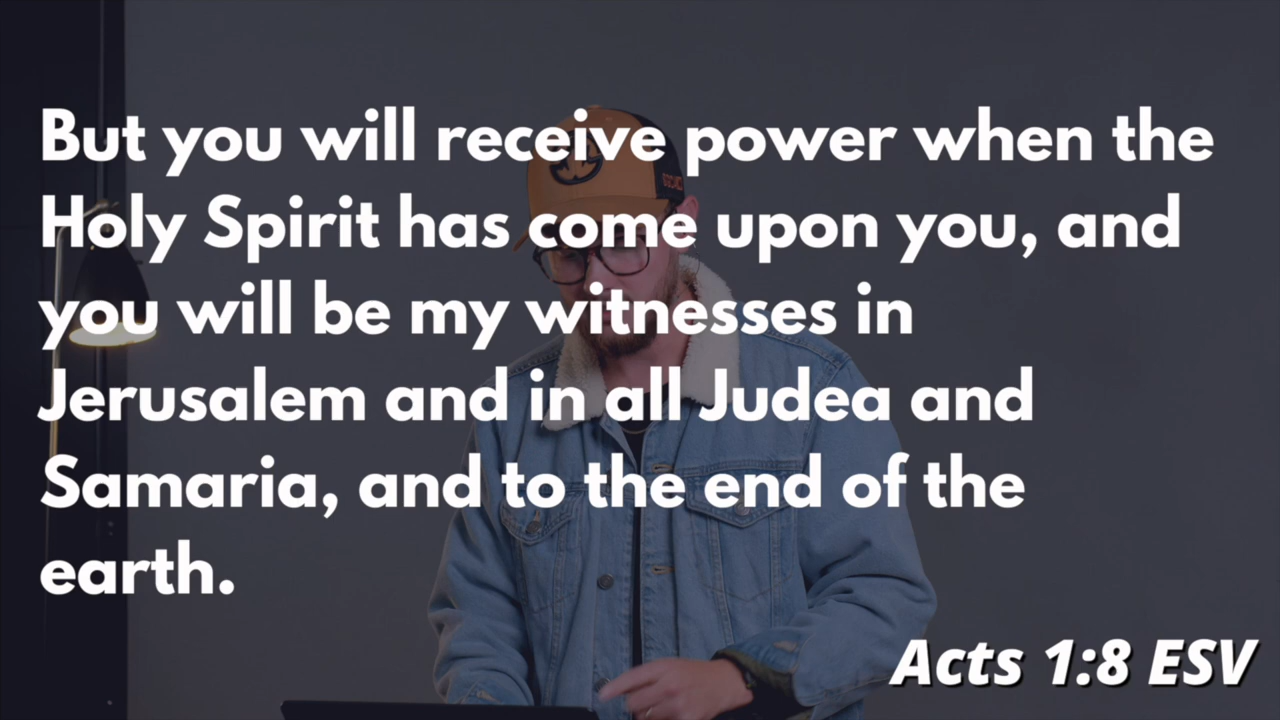 But you will receive power when the
Holy Spirit has come upon you, and
you will be my witnesses in
Jerusalem and in all Judea and
Samaria, and to the end of the
earth.
Acts 1:8 ESV